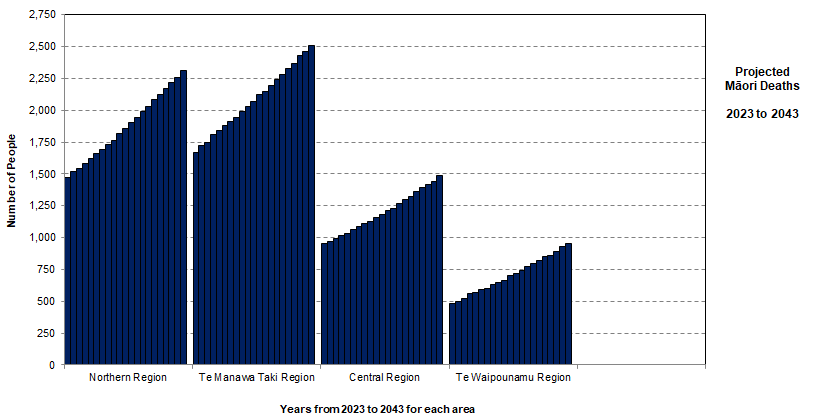 2,750
2,500
2,250
2,000
1,750
1,500
1,250
1,000
750
500
250
0
Number of People
Northern Region
Te Manawa Taki Region
Central Region
Te Waipounamu Region
Years from 2023 to 2043 for each area
Projected
Māori Deaths
2023 to 2043